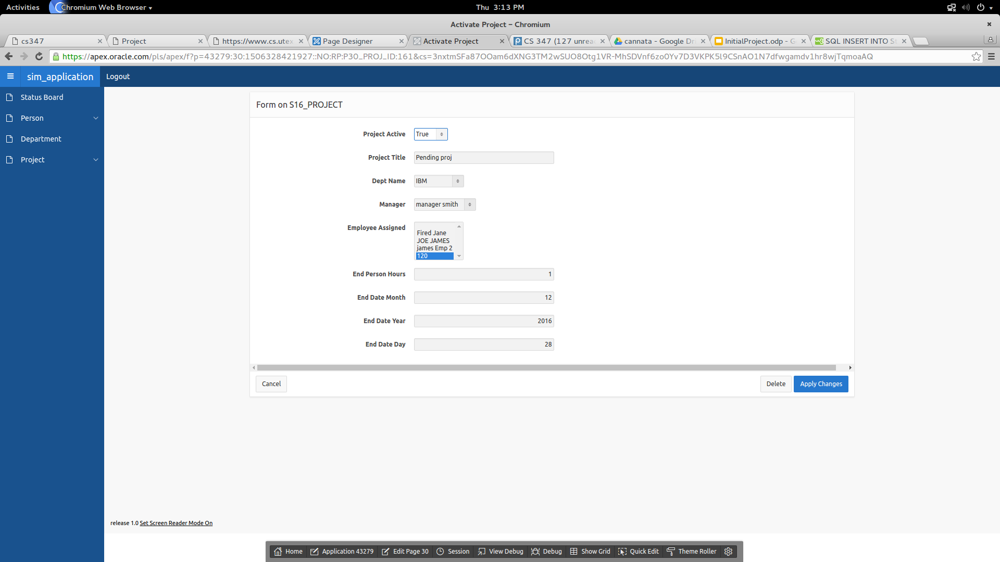 Activities
Chromium Web Browser
Thu 3:13 PM
Activate Project – Chromium
cs347
Project
https://www.cs.utex
Page Designer
Activate Project
CS 347 (127 unrea
cannata - Google Dri
InitialProject.odp - G
SQL INSERT INTO St
https://apex.oracle.com/pls/apex/f?p=43279:30:1506328421927::NO:RP:P30_PROJ_ID:161&cs=3nxtmSFa87OOam6dXNG3TM2wSUO8Otg1VR-MhSDVnf6zo0Yv7D3VKPK5l9CSnAO1N7dfwgamdv1hr8wjTqmoaAQ
sim_application
Logout
Status Board
Person
Department
Project
Form on S16_PROJECT
Project Active
True
Project Title
Pending proj
Dept Name
IBM
Manager
manager smith
Employee Assigned
Fired Jane
JOE JAMES
james Emp 2
120
End Person Hours
1
End Date Month
12
End Date Year
2016
End Date Day
28
Cancel
Delete
Apply Changes
release 1.0 Set Screen Reader Mode On
Home
Application 43279
Edit Page 30
Session
View Debug
Debug
Show Grid
Quick Edit
Theme Roller